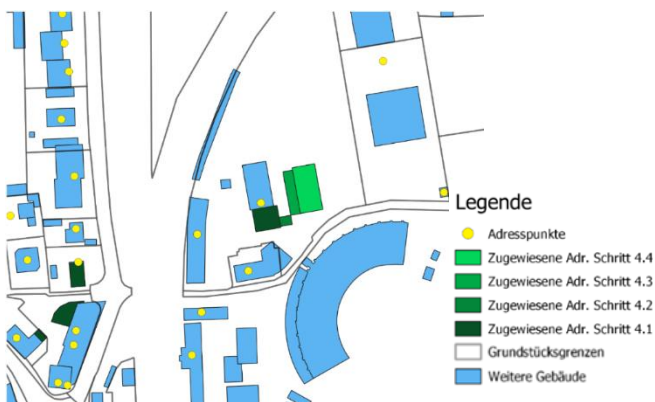 Legende
Adresspunkte
Zugewiesene Adr. Schritt 4.4
Zugewiesene Adr. Schritt 4.3
Zugewiesene Adr. Schritt 4.2
Zugewiesene Adr. Schritt 4.1
Grundstücksgrenzen
Weitere Gebäude